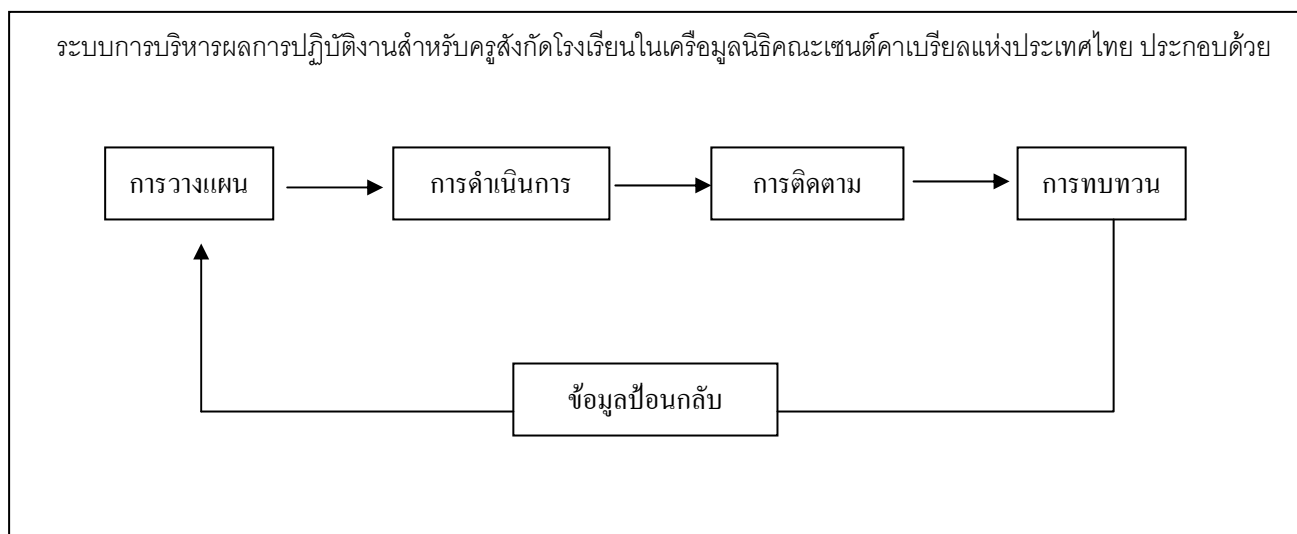 ระบบการบริหารผลการปฏิบัติงานสำหรับครูสังกัดโรงเรียนในเครือมูลนิธิคณะเซนต์คาเบรียลแห่งประเทศไทย ประกอบด้วย
การวางแผน
การดำเนินการ
การติดตาม
การทบทวน
ข้อมูลป้อนกลับ